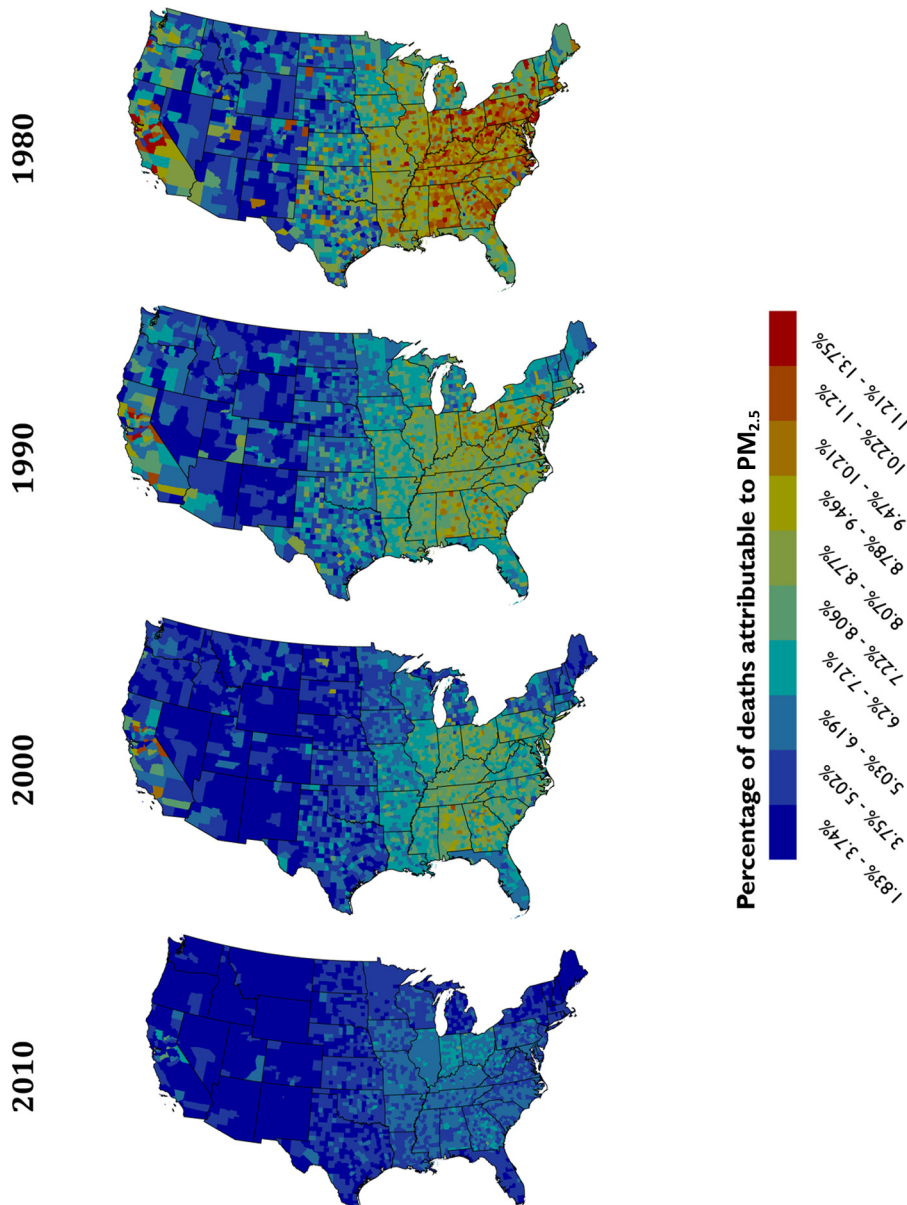 1980
1990
2000
2010
Percentage of deaths attributable to PM2.5
1.83% - 3.74%
3.75% - 5.02%
5.03% - 6.19%
6.2% - 7.21%
7.22% - 8.06%
8.07% - 8.77%
8.78% - 9.46%
9.47% - 10.21%
10.22% - 11.2%
11.21% - 13.75%